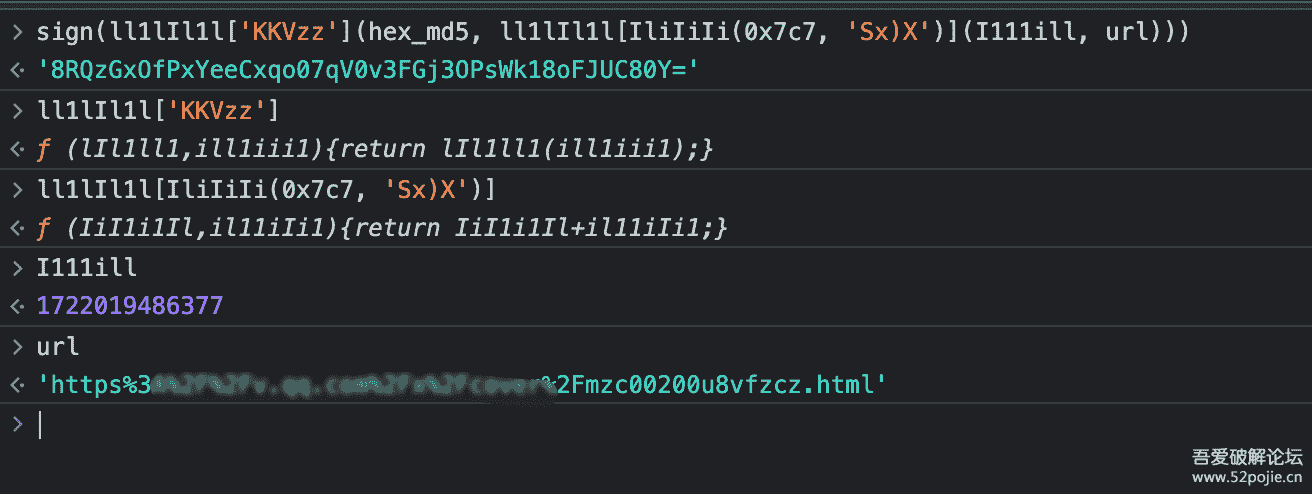 > sign(ll1lIl1l['KKVzz'](hex_md5, ll1lIl1l[IliIiIi(0x7c7, 'Sx)X')](I111ill, url)))
'8RQzGxOfPxYeeCxqo07qV0v3FGj3OPsWk18oFJUC80Y='
> ll1lIl1l['KKVzz']
ƒ (lIl1ll1,ill1iii1){return lIl1ll1(ill1iii1);}
> ll1lIl1l[IliIiIi(0x7c7, 'Sx)X')]
ƒ (IiI1i1Il,il11iIi1){return IiI1i1Il+il11iIi1;}
> I111ill
1722019486377
> url
'https%3 %2Fmzc00200u8vfzcz.html'
>
吾爱破解论坛
www.52pojie.cn